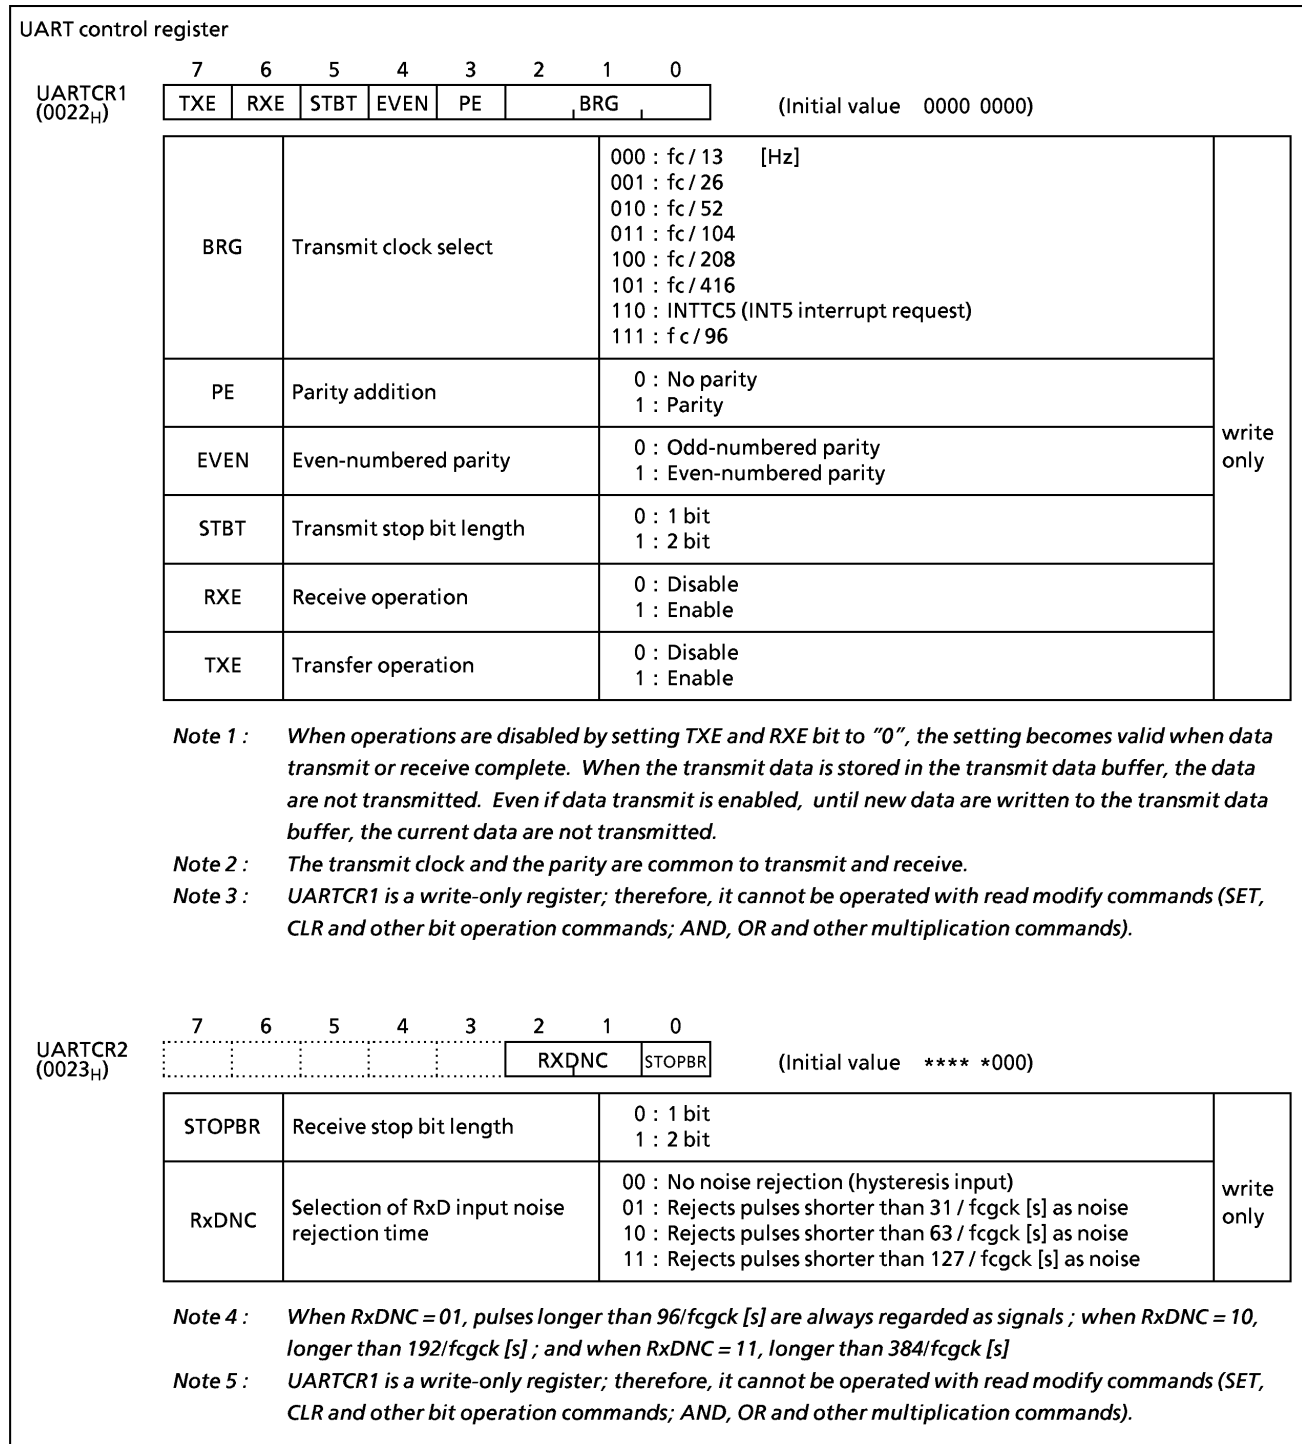 UART control register
7 6 5 4 3 2 1 0
UARTCR1
(0022H)
TXE RXE STBT EVEN PE BRG (Initial value 0000 0000)
BRG Transmit clock select
000 : fc / 13 [Hz]
001 : fc / 26
010 : fc / 52
011 : fc / 104
100 : fc / 208
101 : fc / 416
110 : INTTC5 (INT5 interrupt request)
111 : f c / 96
PE Parity addition
0 : No parity
1 : Parity
EVEN Even-numbered parity
0 : Odd-numbered parity
1 : Even-numbered parity
STBT Transmit stop bit length
0 : 1 bit
1 : 2 bit
RXE Receive operation
0 : Disable
1 : Enable
TXE Transfer operation
0 : Disable
1 : Enable
write
only
Note 1 : When operations are disabled by setting TXE and RXE bit to "0", the setting becomes valid when data
transmit or receive complete. When the transmit data is stored in the transmit data buffer, the data
are not transmitted. Even if data transmit is enabled, until new data are written to the transmit data
buffer, the current data are not transmitted.
Note 2 : The transmit clock and the parity are common to transmit and receive.
Note 3 : UARTCR1 is a write-only register; therefore, it cannot be operated with read modify commands (SET,
CLR and other bit operation commands; AND, OR and other multiplication commands).
7 6 5 4 3 2 1 0
UARTCR2
(0023H)
RXDNC STOPBR (Initial value **** *000)
STOPBR Receive stop bit length
0 : 1 bit
1 : 2 bit
RxDNC
Selection of RxD input noise
rejection time
00 : No noise rejection (hysteresis input)
01 : Rejects pulses shorter than 31 / fcgck [s] as noise
10 : Rejects pulses shorter than 63 / fcgck [s] as noise
11 : Rejects pulses shorter than 127 / fcgck [s] as noise
write
only
Note 4 : When RxDNC = 01, pulses longer than 96/fcgck [s] are always regarded as signals ; when RxDNC = 10,
longer than 192/fcgck [s] ; and when RxDNC = 11, longer than 384/fcgck [s]
Note 5 : UARTCR1 is a write-only register; therefore, it cannot be operated with read modify commands (SET,
CLR and other bit operation commands; AND, OR and other multiplication commands).